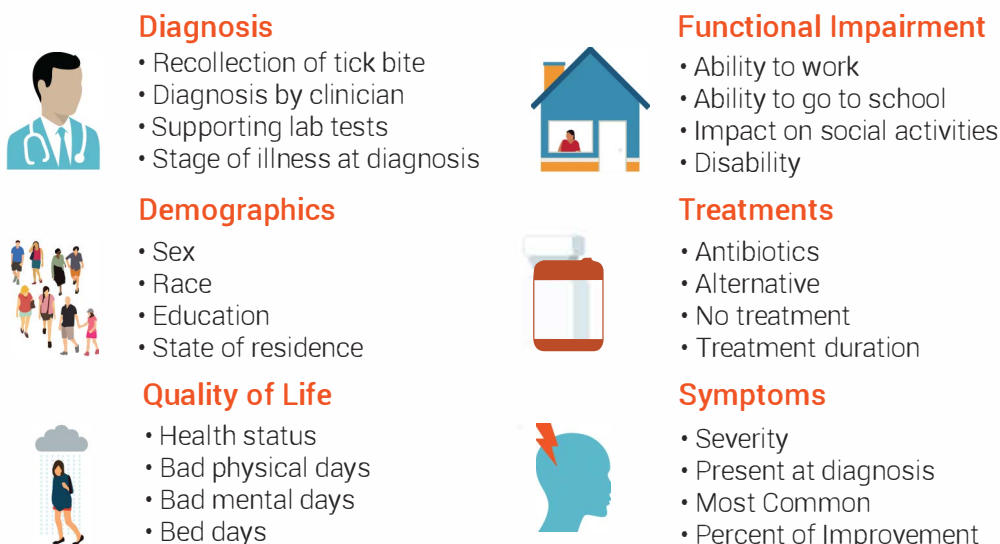 Diagnosis
• Recollection of tick bite
• Diagnosis by clinician
• Supporting lab tests
• Stage of illness at diagnosis
Functional Impairment
• Ability to work
• Ability to go to school
• Impact on social activities
• Disability
Demographics
• Sex
• Race
• Education
• State of residence
Treatments
• Antibiotics
• Alternative
• No treatment
• Treatment duration
Quality of Life
• Health status
• Bad physical days
• Bad mental days
• Bed days
Symptoms
• Severity
• Present at diagnosis
• Most Common
• Percent of Improvement